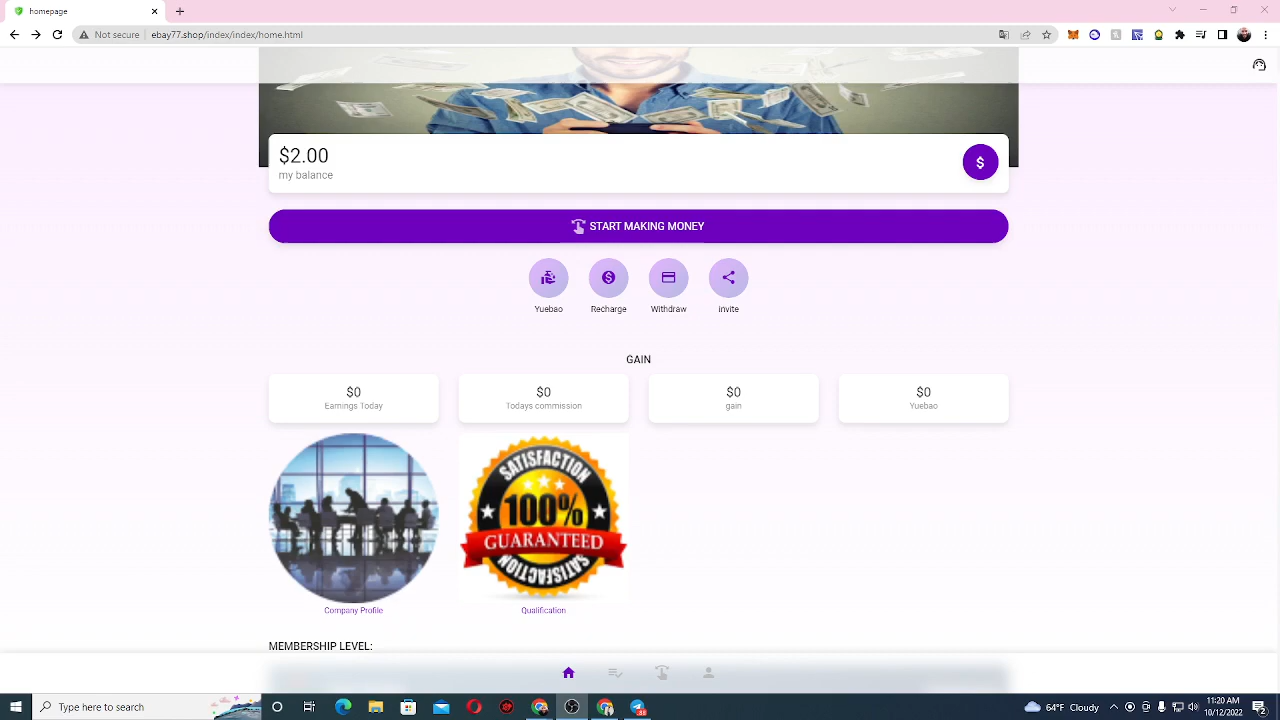 homepage
Not secure
ebay77.shop/index/index/home.html
$2.00
my balance
$
START MAKING MONEY
Yuebao
Recharge
Withdraw
invite
GAIN
$0
Earnings Today
$0
Todays commission
$0
gain
$0
Yuebao
SATISFACTION
100%
GUARANTEED
SATISFACTION
Company Profile
Qualification
MEMBERSHIP LEVEL:
Type here to search
64°F Cloudy
11:20 AM
10/12/2022